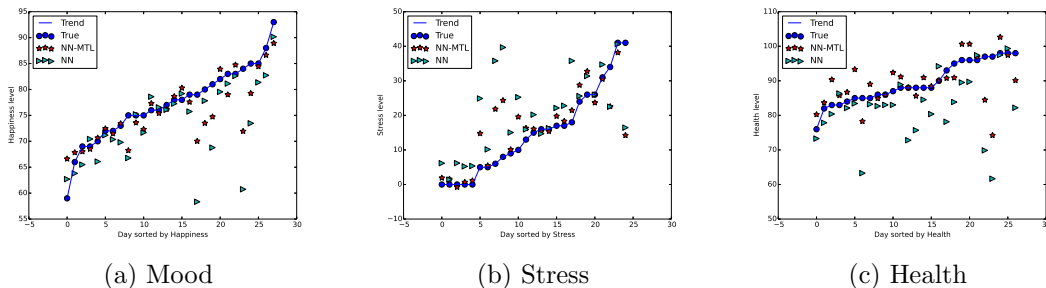 95
90
85
80
75
70
65
60
55
Happiness level
Trend
True
NN-MTL
NN
−5 0 5 10 15 20 25 30
Day sorted by Happiness
(a) Mood
50
40
30
20
10
0
−10
Stress level
Trend
True
NN-MTL
NN
−5 0 5 10 15 20 25 30
Day sorted by Stress
(b) Stress
110
100
90
80
70
60
50
Health level
Trend
True
NN-MTL
NN
−5 0 5 10 15 20 25 30
Day sorted by Health
(c) Health